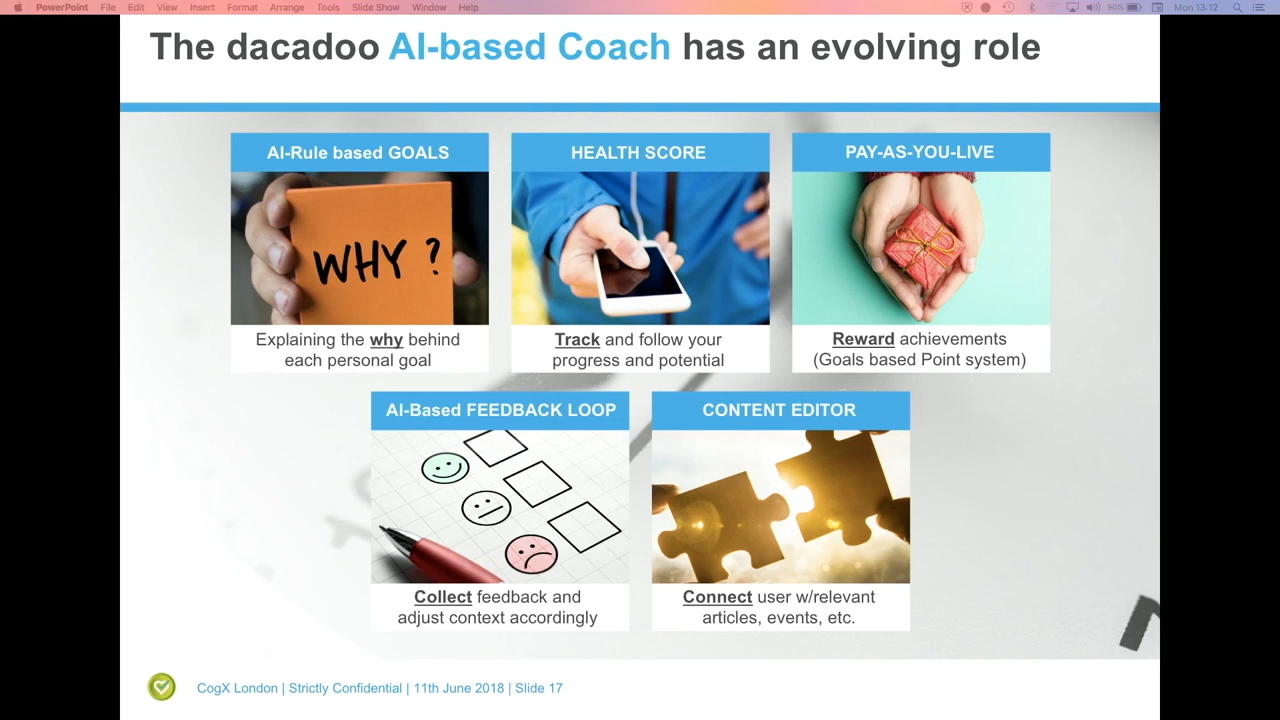 PowerPoint File Edit View Insert Format Arrange Tools Slide Show Window Help 90% Mon 13:12
The dacadoo AI-based Coach has an evolving role
AI-Rule based GOALS
WHY ?
Explaining the why behind
each personal goal
HEALTH SCORE
Track and follow your
progress and potential
PAY-AS-YOU-LIVE
Reward achievements
(Goals based Point system)
AI-Based FEEDBACK LOOP
Collect feedback and
adjust context accordingly
CONTENT EDITOR
Connect user w/relevant
articles, events, etc.
CogX London | Strictly Confidential | 11th June 2018 | Slide 17